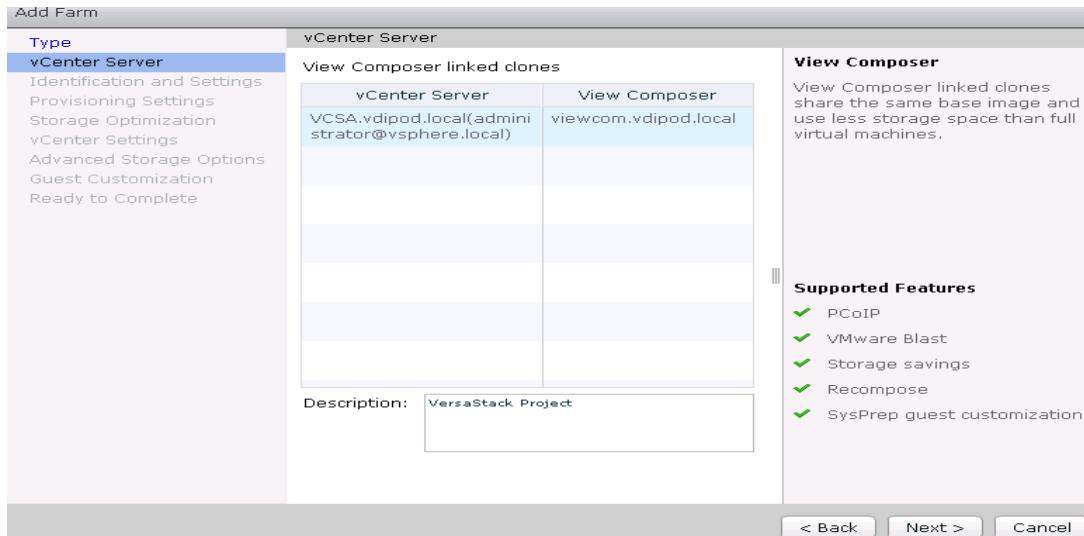 Add Farm
Type
vCenter Server
Identification and Settings
Provisioning Settings
Storage Optimization
vCenter Settings
Advanced Storage Options
Guest Customization
Ready to Complete
vCenter Server
View Composer linked clones
vCenter Server
View Composer
VCSA.vdipod.local(admini
strator@vsphere.local)
viewcom.vdipod.local
Description:
VersaStack Project
View Composer
View Composer linked clones
share the same base image and
use less storage space than full
virtual machines.
Supported Features
PCoIP
VMware Blast
Storage savings
Recompose
SysPrep guest customization
< Back
Next >
Cancel